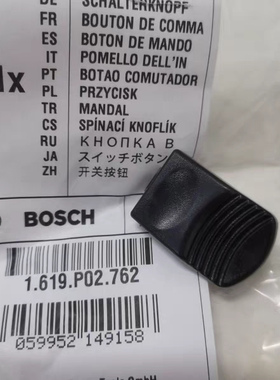 DE SCHALTERKNOPF
FR BOUTON DE COMMA
ES BOTON DE MANDO
IT POMELLO DELL'IN
PT BOTAO COMUTADOR
PL PRZYCISK
TR MANDAL
CS SPÍNACÍ KNOFLÍK
RU КНОПКА В
JA スイッチボタン
ZH 开关按钮
1x
BOSCH
1.619.P02.762
059952 149158